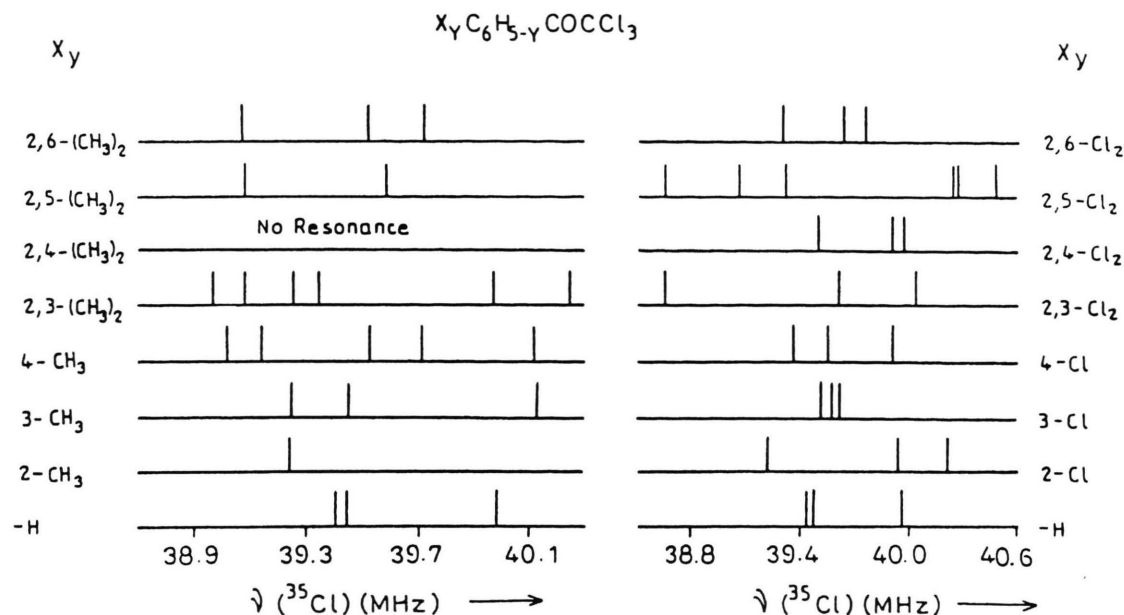 XYC6H5-YCOCCl3
Xy
Xy
2,6-(CH3)2
2,6-Cl2
2,5-(CH3)2
2,5-Cl2
No Resonance
2,4-(CH3)2
2,4-Cl2
2,3-(CH3)2
2,3-Cl2
4-CH3
4-Cl
3-CH3
3-Cl
2-CH3
2-Cl
-H
-H
38.9 39.3 39.7 40.1
38.8 39.4 40.0 40.6
ν (35Cl) (MHz) ⟶
ν (35Cl) (MHz) ⟶